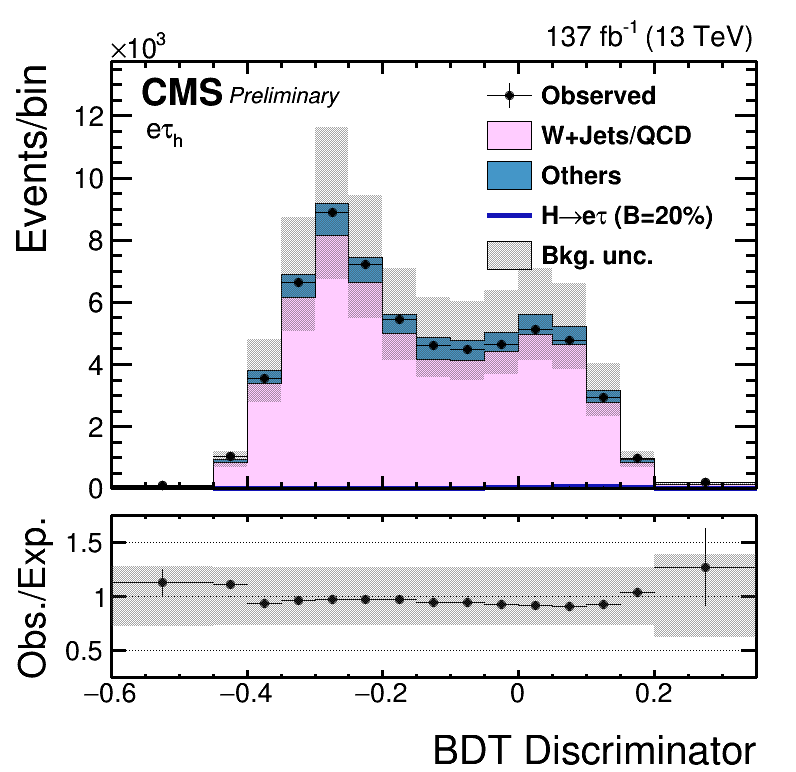 ×10³ 137 fb⁻¹ (13 TeV)
CMS Preliminary
eτₕ
Observed
W+Jets/QCD
Others
H→eτ (B=20%)
Bkg. unc.
Events/bin
12
10
8
6
4
2
0
Obs./Exp.
1.5
1
0.5
−0.6 −0.4 −0.2 0 0.2
BDT Discriminator